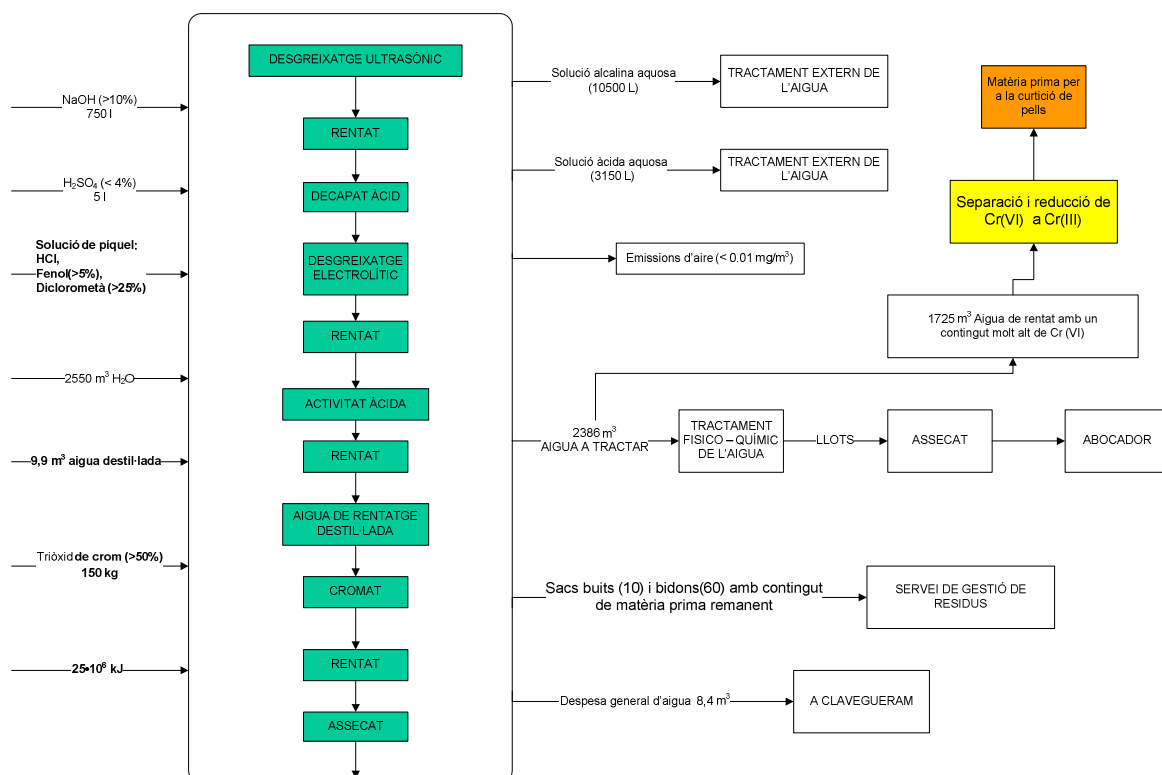 NaOH (>10%)
750 l
H₂SO₄ (< 4%)
5 l
Solució de píquel:
HCl,
Fenol(>5%),
Diclorometà (>25%)
2550 m³ H₂O
9,9 m³ aigua destil·lada
Triòxid de crom (>50%)
150 kg
25•10⁶ kJ
DESGREIXATGE ULTRASÒNIC
RENTAT
DECAPAT ÀCID
DESGREIXATGE
ELECTROLÍTIC
RENTAT
ACTIVITAT ÀCIDA
RENTAT
AIGUA DE RENTATGE
DESTIL·LADA
CROMAT
RENTAT
ASSECAT
Solució alcalina aquosa
(10500 L)
TRACTAMENT EXTERN DE
L'AIGUA
Solució àcida aquosa
(3150 L)
TRACTAMENT EXTERN DE
L'AIGUA
Emissions d'aire (< 0.01 mg/m³)
Matèria prima per
a la curtició de
pells
Separació i reducció de
Cr(VI) a Cr(III)
1725 m³ Aigua de rentat amb un
contingut molt alt de Cr (VI)
2386 m³
AIGUA A TRACTAR
TRACTAMENT
FISICO – QUÍMIC
DE L'AIGUA
LLOTS
ASSECAT
ABOCADOR
Sacs buits (10) i bidons(60) amb contingut
de matèria prima remanent
SERVEI DE GESTIÓ DE
RESIDUS
Despesa general d'aigua 8,4 m³
A CLAVEGUERAM